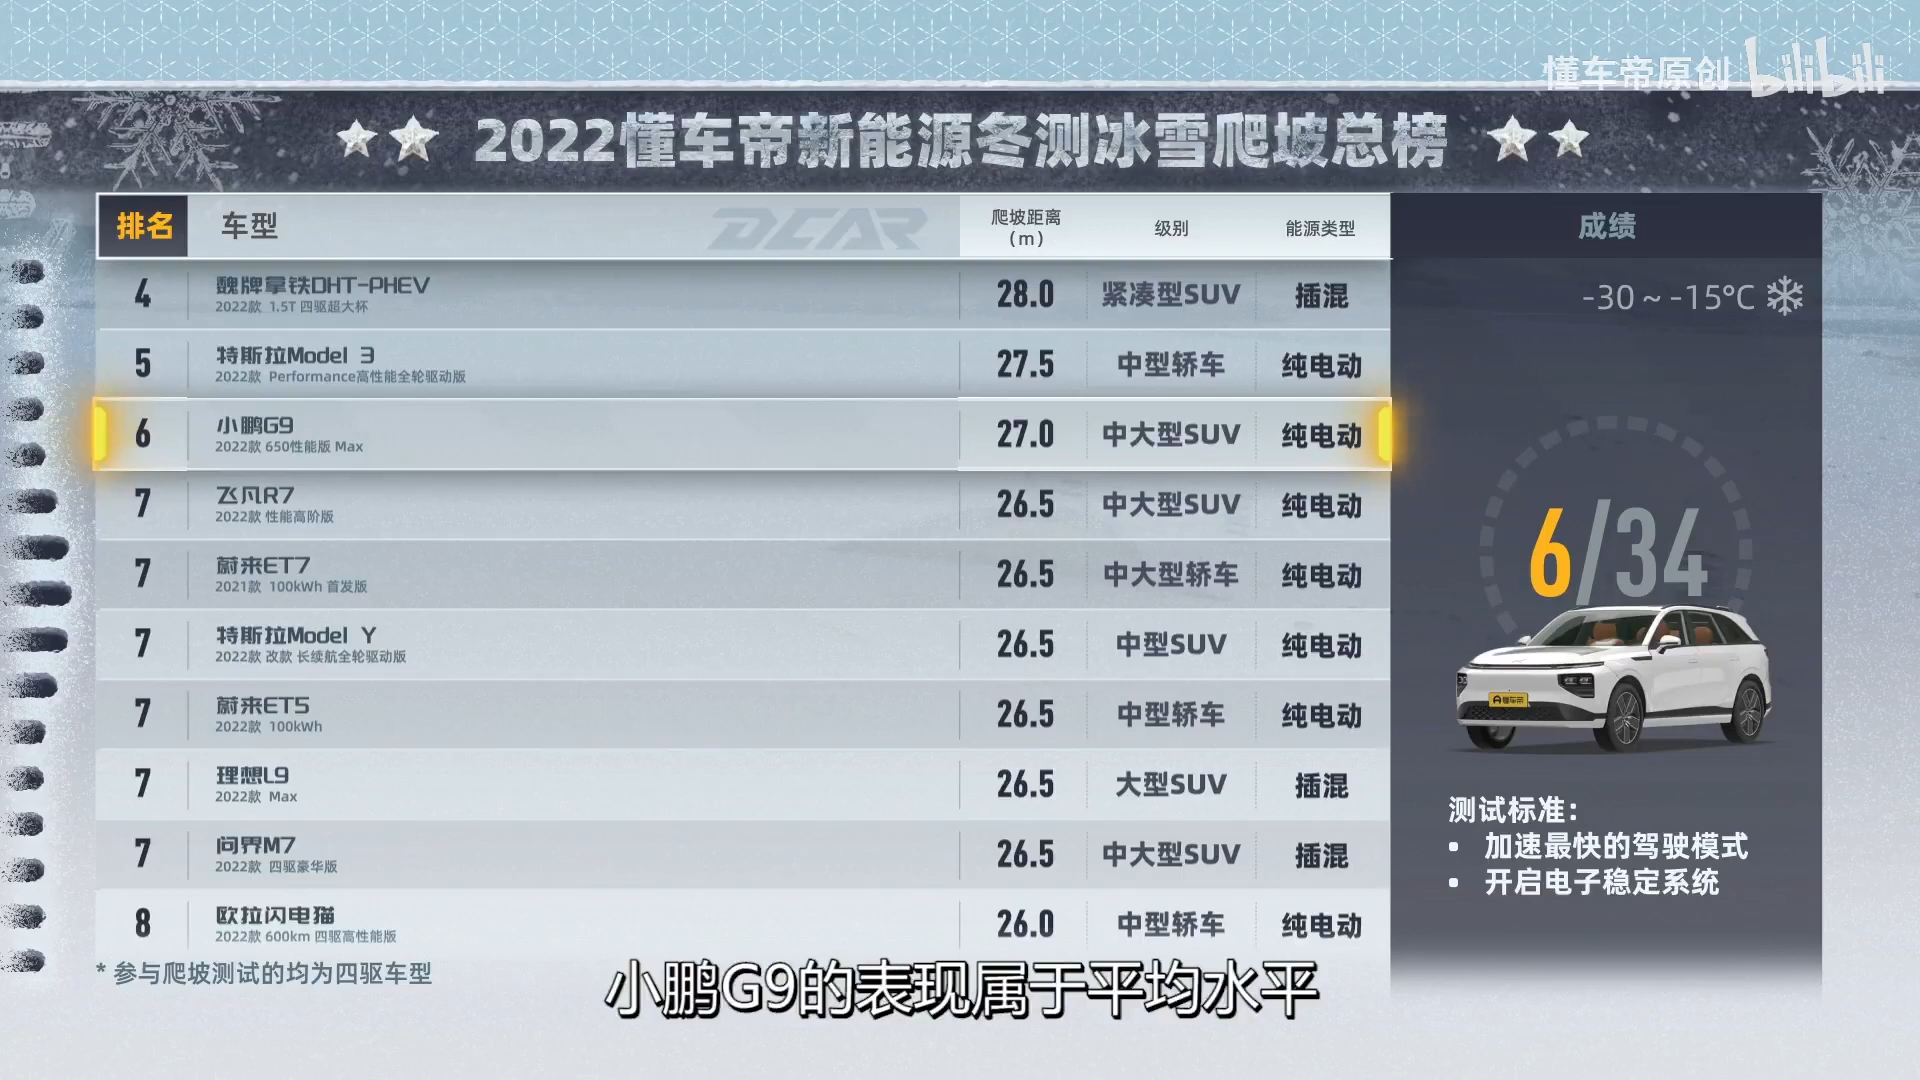 懂车帝原创 bilibili
2022懂车帝新能源冬测冰雪爬坡总榜
排名 车型 DCAR 爬坡距离(m) 级别 能源类型 成绩
-30 ~ -15°C
4 魏牌拿铁DHT-PHEV 28.0 紧凑型SUV 插混
2022款 1.5T 四驱超大杯
5 特斯拉Model 3 27.5 中型轿车 纯电动
2022款 Performance高性能全轮驱动版
6 小鹏G9 27.0 中大型SUV 纯电动
2022款 650性能版 Max
7 飞凡R7 26.5 中大型SUV 纯电动
2022款 性能高阶版
7 蔚来ET7 26.5 中大型轿车 纯电动
2021款 100kWh 首发版
7 特斯拉Model Y 26.5 中型SUV 纯电动
2022款 改款 长续航全轮驱动版
7 蔚来ET5 26.5 中型轿车 纯电动
2022款 100kWh
7 理想L9 26.5 大型SUV 插混
2022款 Max
7 问界M7 26.5 中大型SUV 插混
2022款 四驱豪华版
8 欧拉闪电猫 26.0 中型轿车 纯电动
2022款 600km 四驱高性能版
* 参与爬坡测试的均为四驱车型
6/34
懂车帝
测试标准：
• 加速最快的驾驶模式
• 开启电子稳定系统
小鹏G9的表现属于平均水平